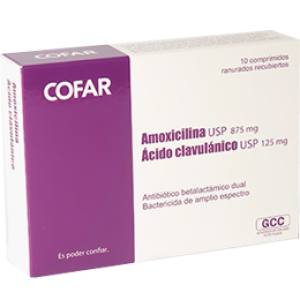 10 comprimidos
ranurados recubiertos
COFAR
Amoxicilina USP 875 mg
Ácido clavulánico USP 125 mg
Antibiótico betalactámico dual
Bactericida de amplio espectro
Es poder confiar.
GCC
COFAR
Amoxicilina
Ácido clavulánico